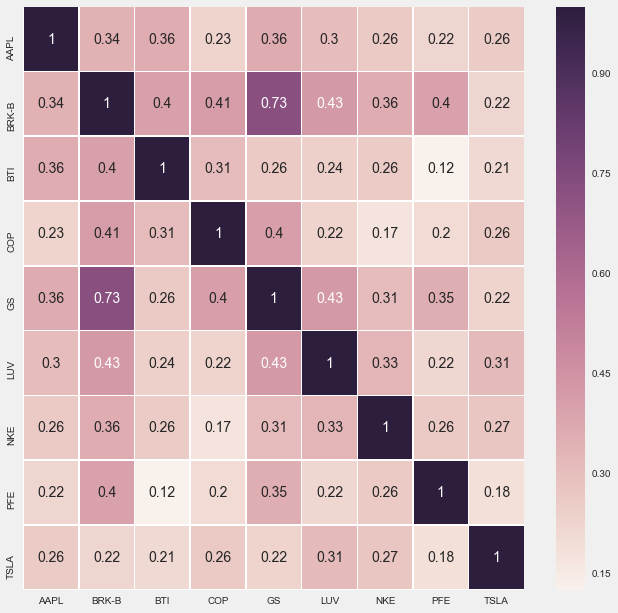 AAPL 1 0.34 0.36 0.23 0.36 0.3 0.26 0.22 0.26
BRK-B 0.34 1 0.4 0.41 0.73 0.43 0.36 0.4 0.22
BTI 0.36 0.4 1 0.31 0.26 0.24 0.26 0.12 0.21
COP 0.23 0.41 0.31 1 0.4 0.22 0.17 0.2 0.26
GS 0.36 0.73 0.26 0.4 1 0.43 0.31 0.35 0.22
LUV 0.3 0.43 0.24 0.22 0.43 1 0.33 0.22 0.31
NKE 0.26 0.36 0.26 0.17 0.31 0.33 1 0.26 0.27
PFE 0.22 0.4 0.12 0.2 0.35 0.22 0.26 1 0.18
TSLA 0.26 0.22 0.21 0.26 0.22 0.31 0.27 0.18 1
AAPL BRK-B BTI COP GS LUV NKE PFE TSLA
0.90
0.75
0.60
0.45
0.30
0.15